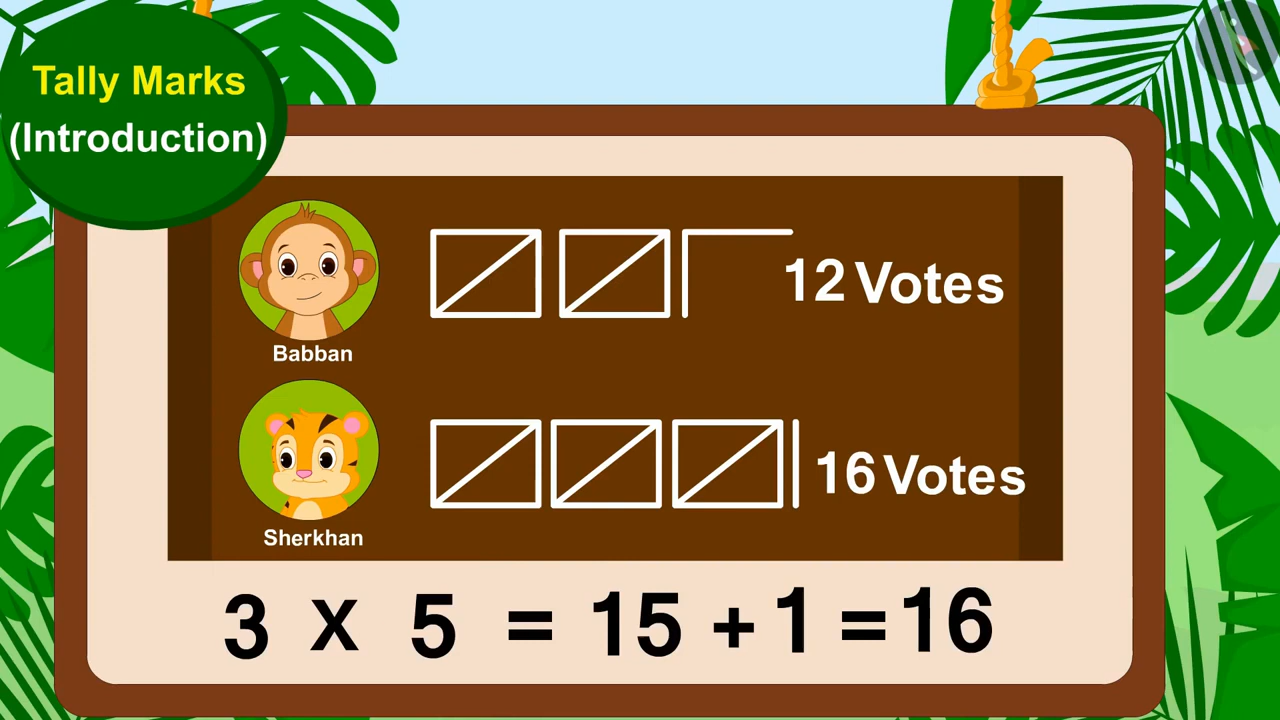 Tally Marks
(Introduction)
12 Votes
Babban
16 Votes
Sherkhan
3 x 5 = 15 + 1 = 16